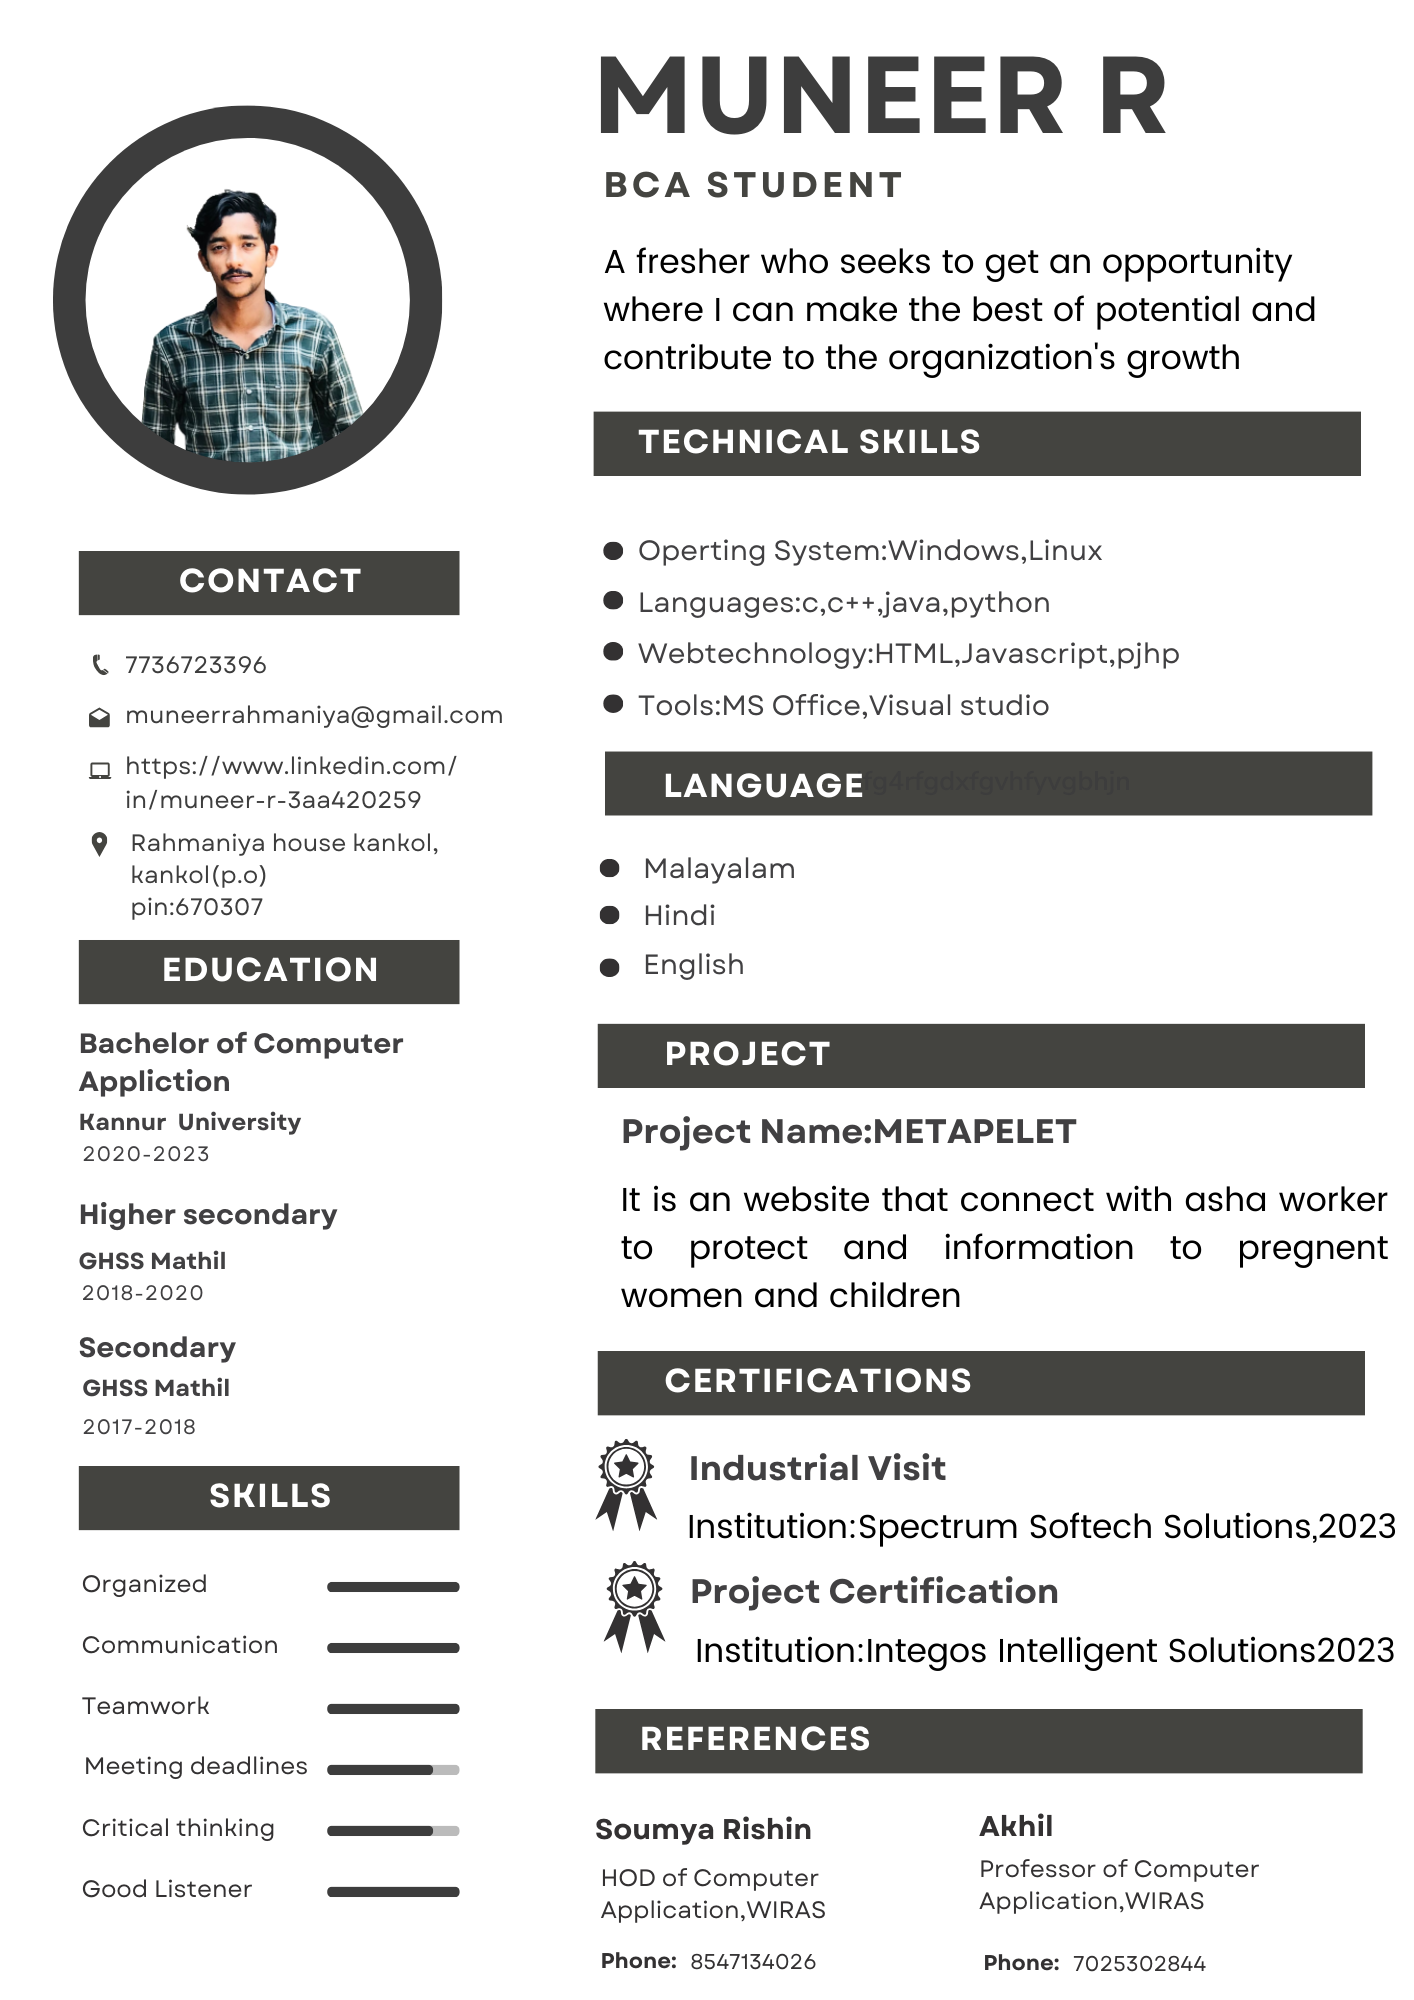 MUNEER R
BCA STUDENT
A fresher who seeks to get an opportunity
where I can make the best of potential and
contribute to the organization's growth
CONTACT
7736723396
muneerrahmaniya@gmail.com
https://www.linkedin.com/
in/muneer-r-3aa420259
Rahmaniya house kankol,
kankol(p.o)
pin:670307
EDUCATION
Bachelor of Computer
Appliction
Kannur University
2020-2023
Higher secondary
GHSS Mathil
2018-2020
Secondary
GHSS Mathil
2017-2018
SKILLS
Organized
Communication
Teamwork
Meeting deadlines
Critical thinking
Good Listener
TECHNICAL SKILLS
Operting System:Windows,Linux
Languages:c,c++,java,python
Webtechnology:HTML,Javascript,pjhp
Tools:MS Office,Visual studio
LANGUAGE
Malayalam
Hindi
English
PROJECT
Project Name:METAPELET
It is an website that connect with asha worker
to protect and information to pregnent
women and children
CERTIFICATIONS
Industrial Visit
Institution:Spectrum Softech Solutions,2023
Project Certification
Institution:Integos Intelligent Solutions2023
REFERENCES
Soumya Rishin
HOD of Computer
Application,WIRAS
Phone: 8547134026
Akhil
Professor of Computer
Application,WIRAS
Phone: 7025302844